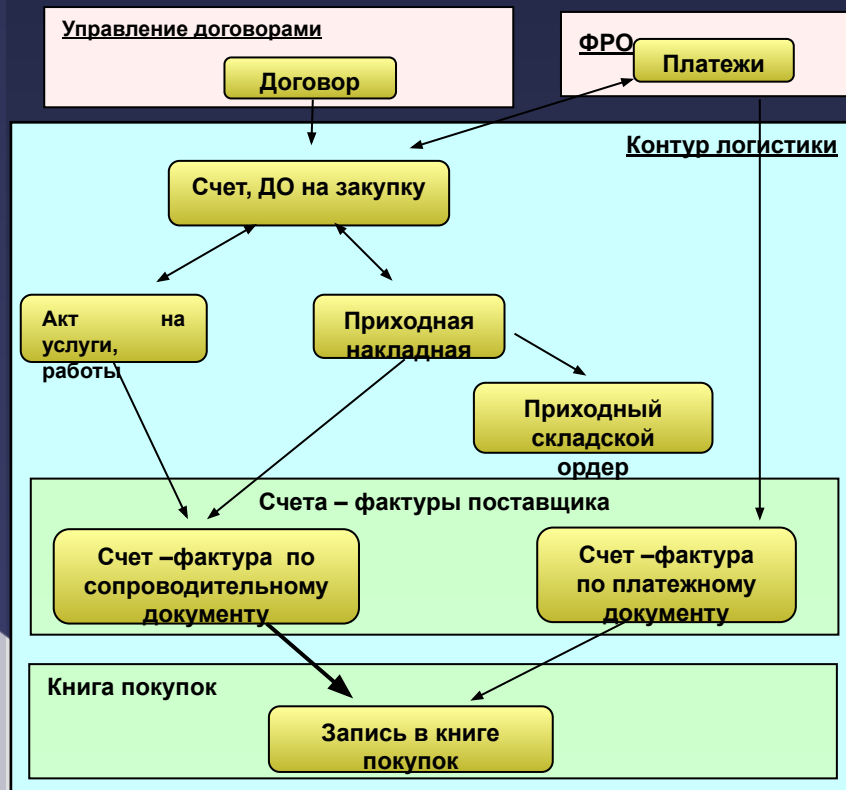 Управление договорами
Договор
ФРО
Платежи
Контур логистики
Счет, ДО на закупку
Акт на
услуги,
работы
Приходная
накладная
Приходный
складской
ордер
Счета – фактуры поставщика
Счет –фактура по
сопроводительному
документу
Счет –фактура
по платежному
документу
Книга покупок
Запись в книге
покупок